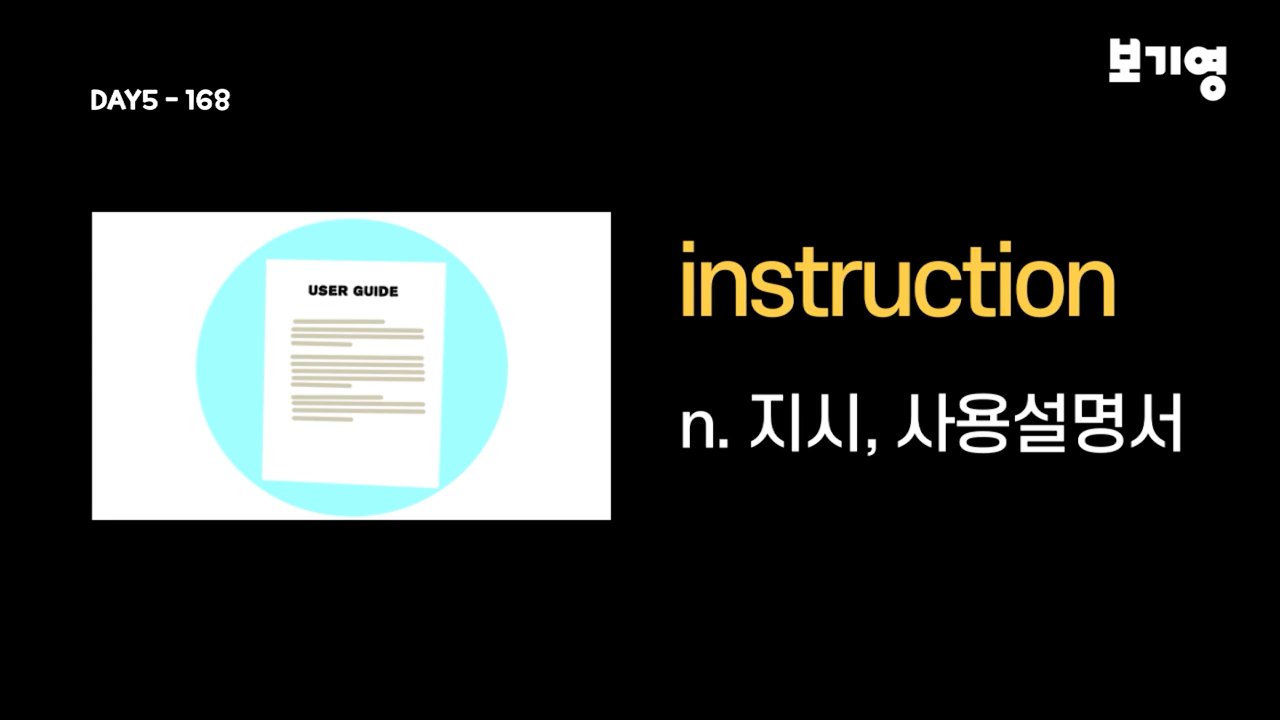 보기영
DAY5 - 168
USER GUIDE
instruction
n. 지시, 사용설명서